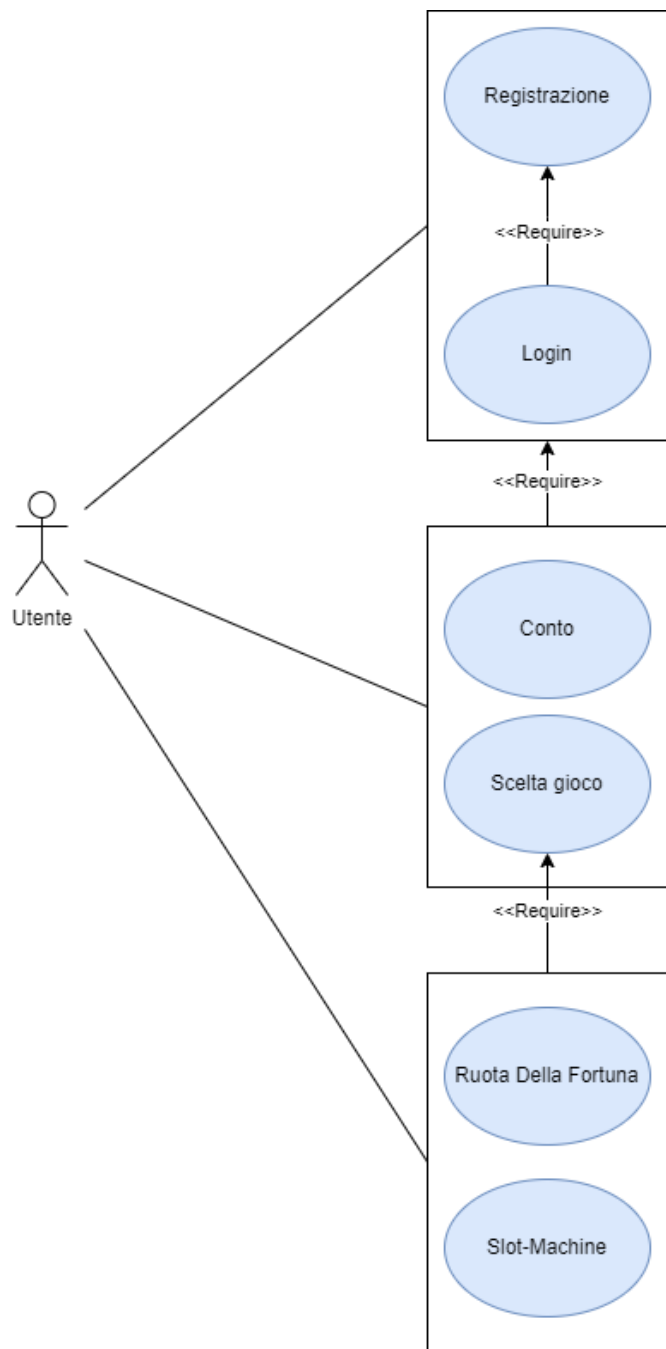 Registrazione
<<Require>>
Login
<<Require>>
Utente
Conto
Scelta gioco
<<Require>>
Ruota Della Fortuna
Slot-Machine